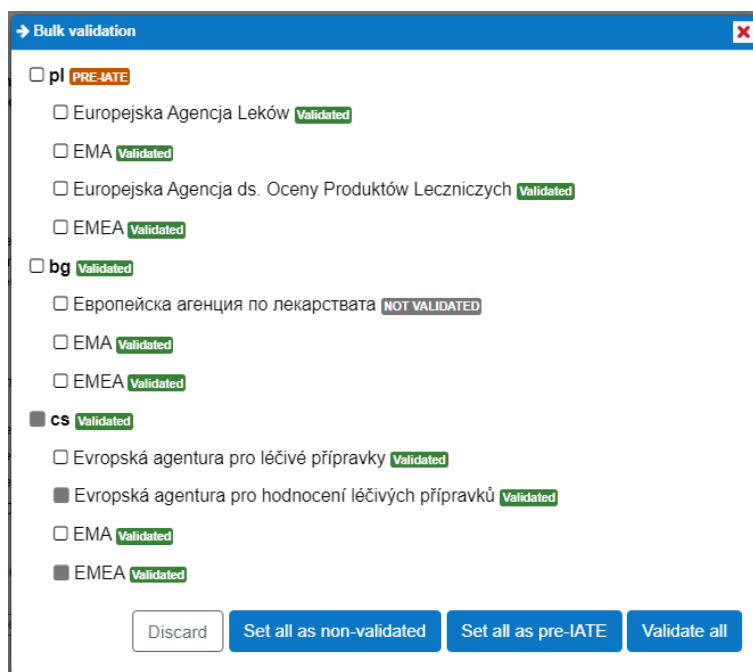 Bulk validation
pl PRE-IATE
Europejska Agencja Leków Validated
EMA Validated
Europejska Agencja ds. Oceny Produktów Leczniczych Validated
EMEA Validated
bg Validated
Европейска агенция по лекарствата NOT VALIDATED
EMA Validated
EMEA Validated
cs Validated
Evropská agentura pro léčivé přípravky Validated
Evropská agentura pro hodnocení léčivých přípravků Validated
EMA Validated
EMEA Validated
Discard Set all as non-validated Set all as pre-IATE Validate all